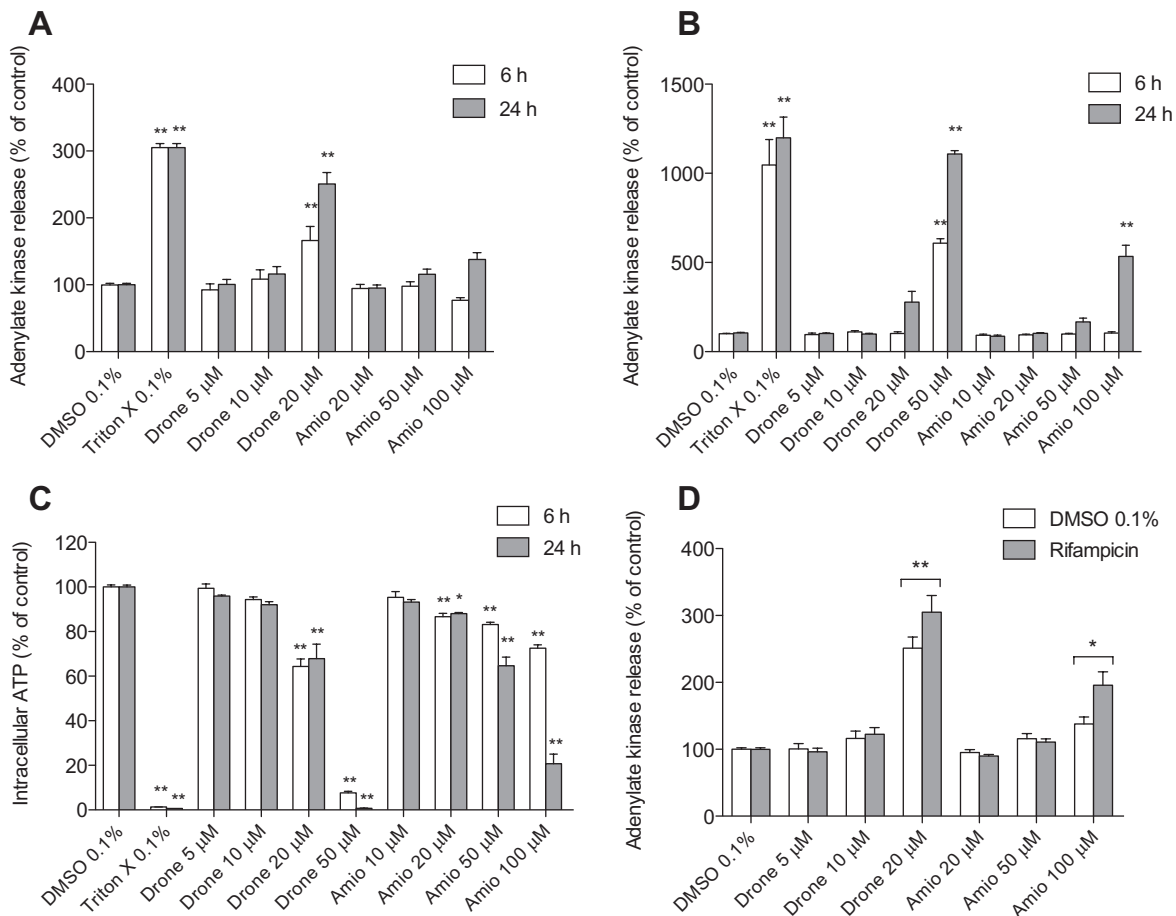 A
Adenylate kinase release (% of control)
6 h
24 h
400
300
200
100
0
** **
**
**
DMSO 0.1%
Triton X 0.1%
Drone 5 µM
Drone 10 µM
Drone 20 µM
Amio 20 µM
Amio 50 µM
Amio 100 µM
B
Adenylate kinase release (% of control)
6 h
24 h
1500
1000
500
0
**
**
**
**
**
DMSO 0.1%
Triton X 0.1%
Drone 5 µM
Drone 10 µM
Drone 20 µM
Drone 50 µM
Amio 10 µM
Amio 20 µM
Amio 50 µM
Amio 100 µM
C
Intracellular ATP (% of control)
6 h
24 h
120
100
80
60
40
20
0
**
**
**
**
**
**
** *
**
**
**
**
DMSO 0.1%
Triton X 0.1%
Drone 5 µM
Drone 10 µM
Drone 20 µM
Drone 50 µM
Amio 10 µM
Amio 20 µM
Amio 50 µM
Amio 100 µM
D
Adenylate kinase release (% of control)
DMSO 0.1%
Rifampicin
400
300
200
100
0
**
*
DMSO 0.1%
Drone 5 µM
Drone 10 µM
Drone 20 µM
Amio 20 µM
Amio 50 µM
Amio 100 µM